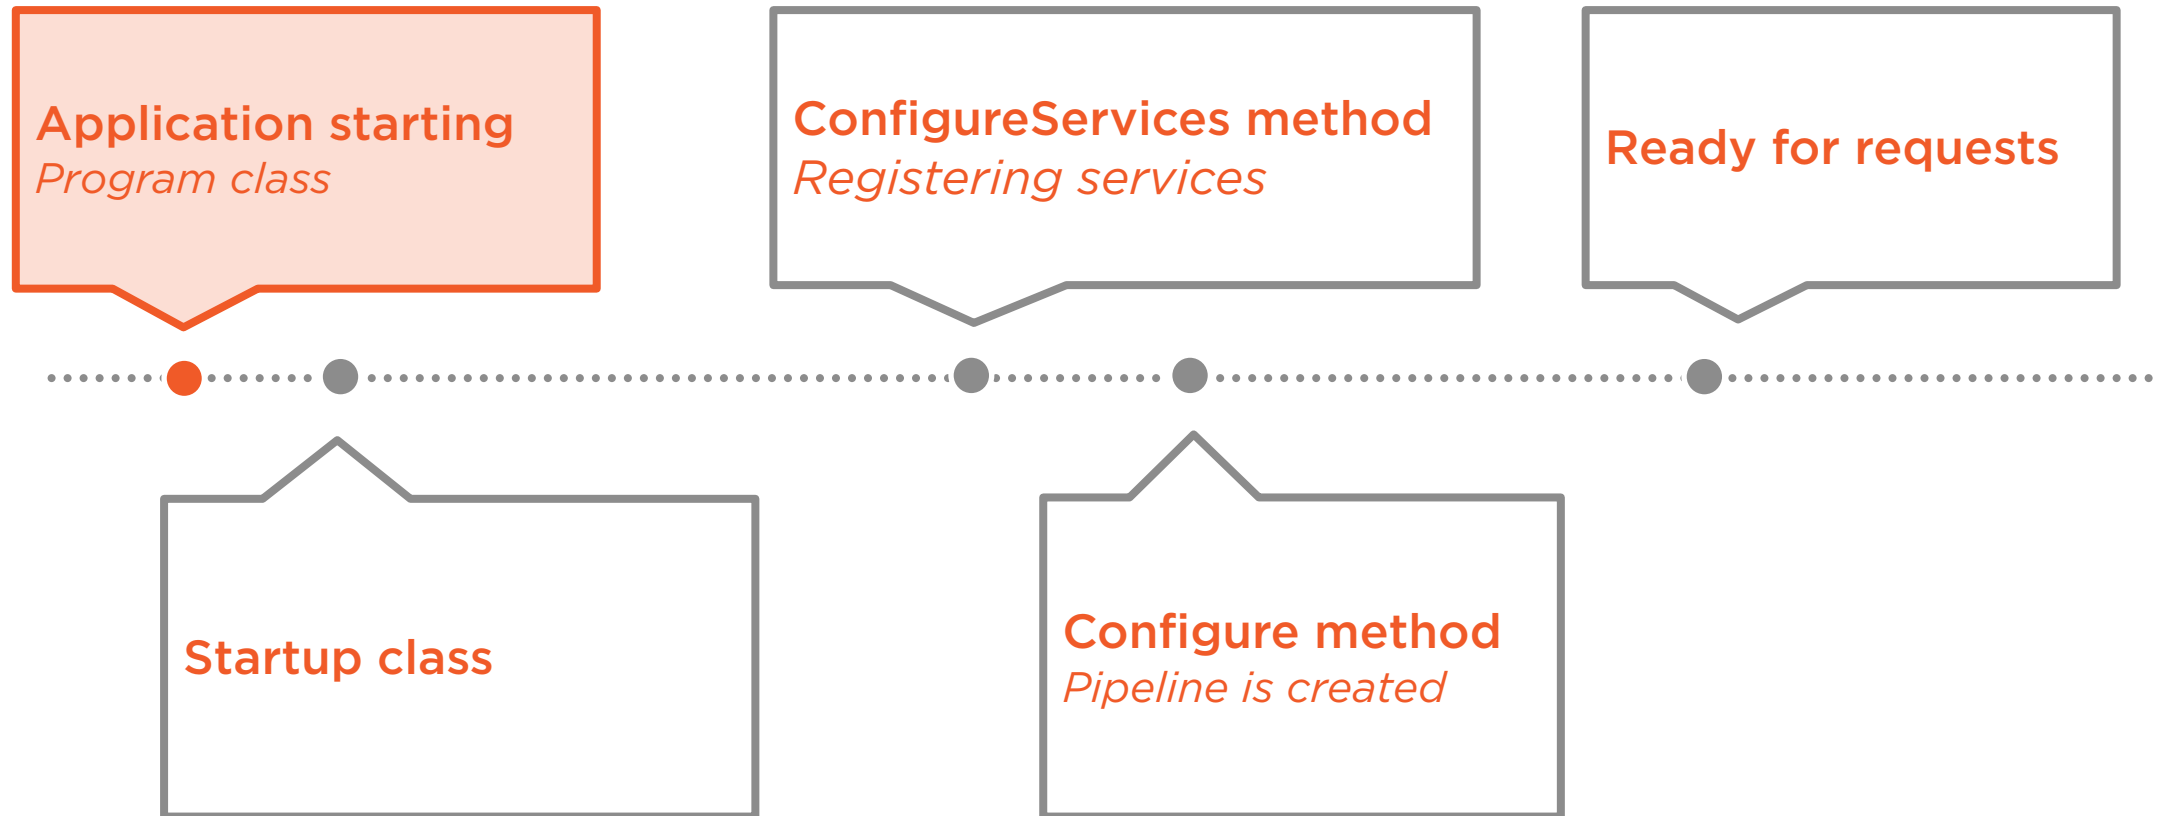 Application starting
Program class
ConfigureServices method
Registering services
Ready for requests
Startup class
Configure method
Pipeline is created